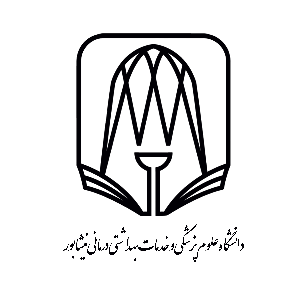 دانشگاه علوم پزشکی و خدمات بهداشتی درمانی نیشابور